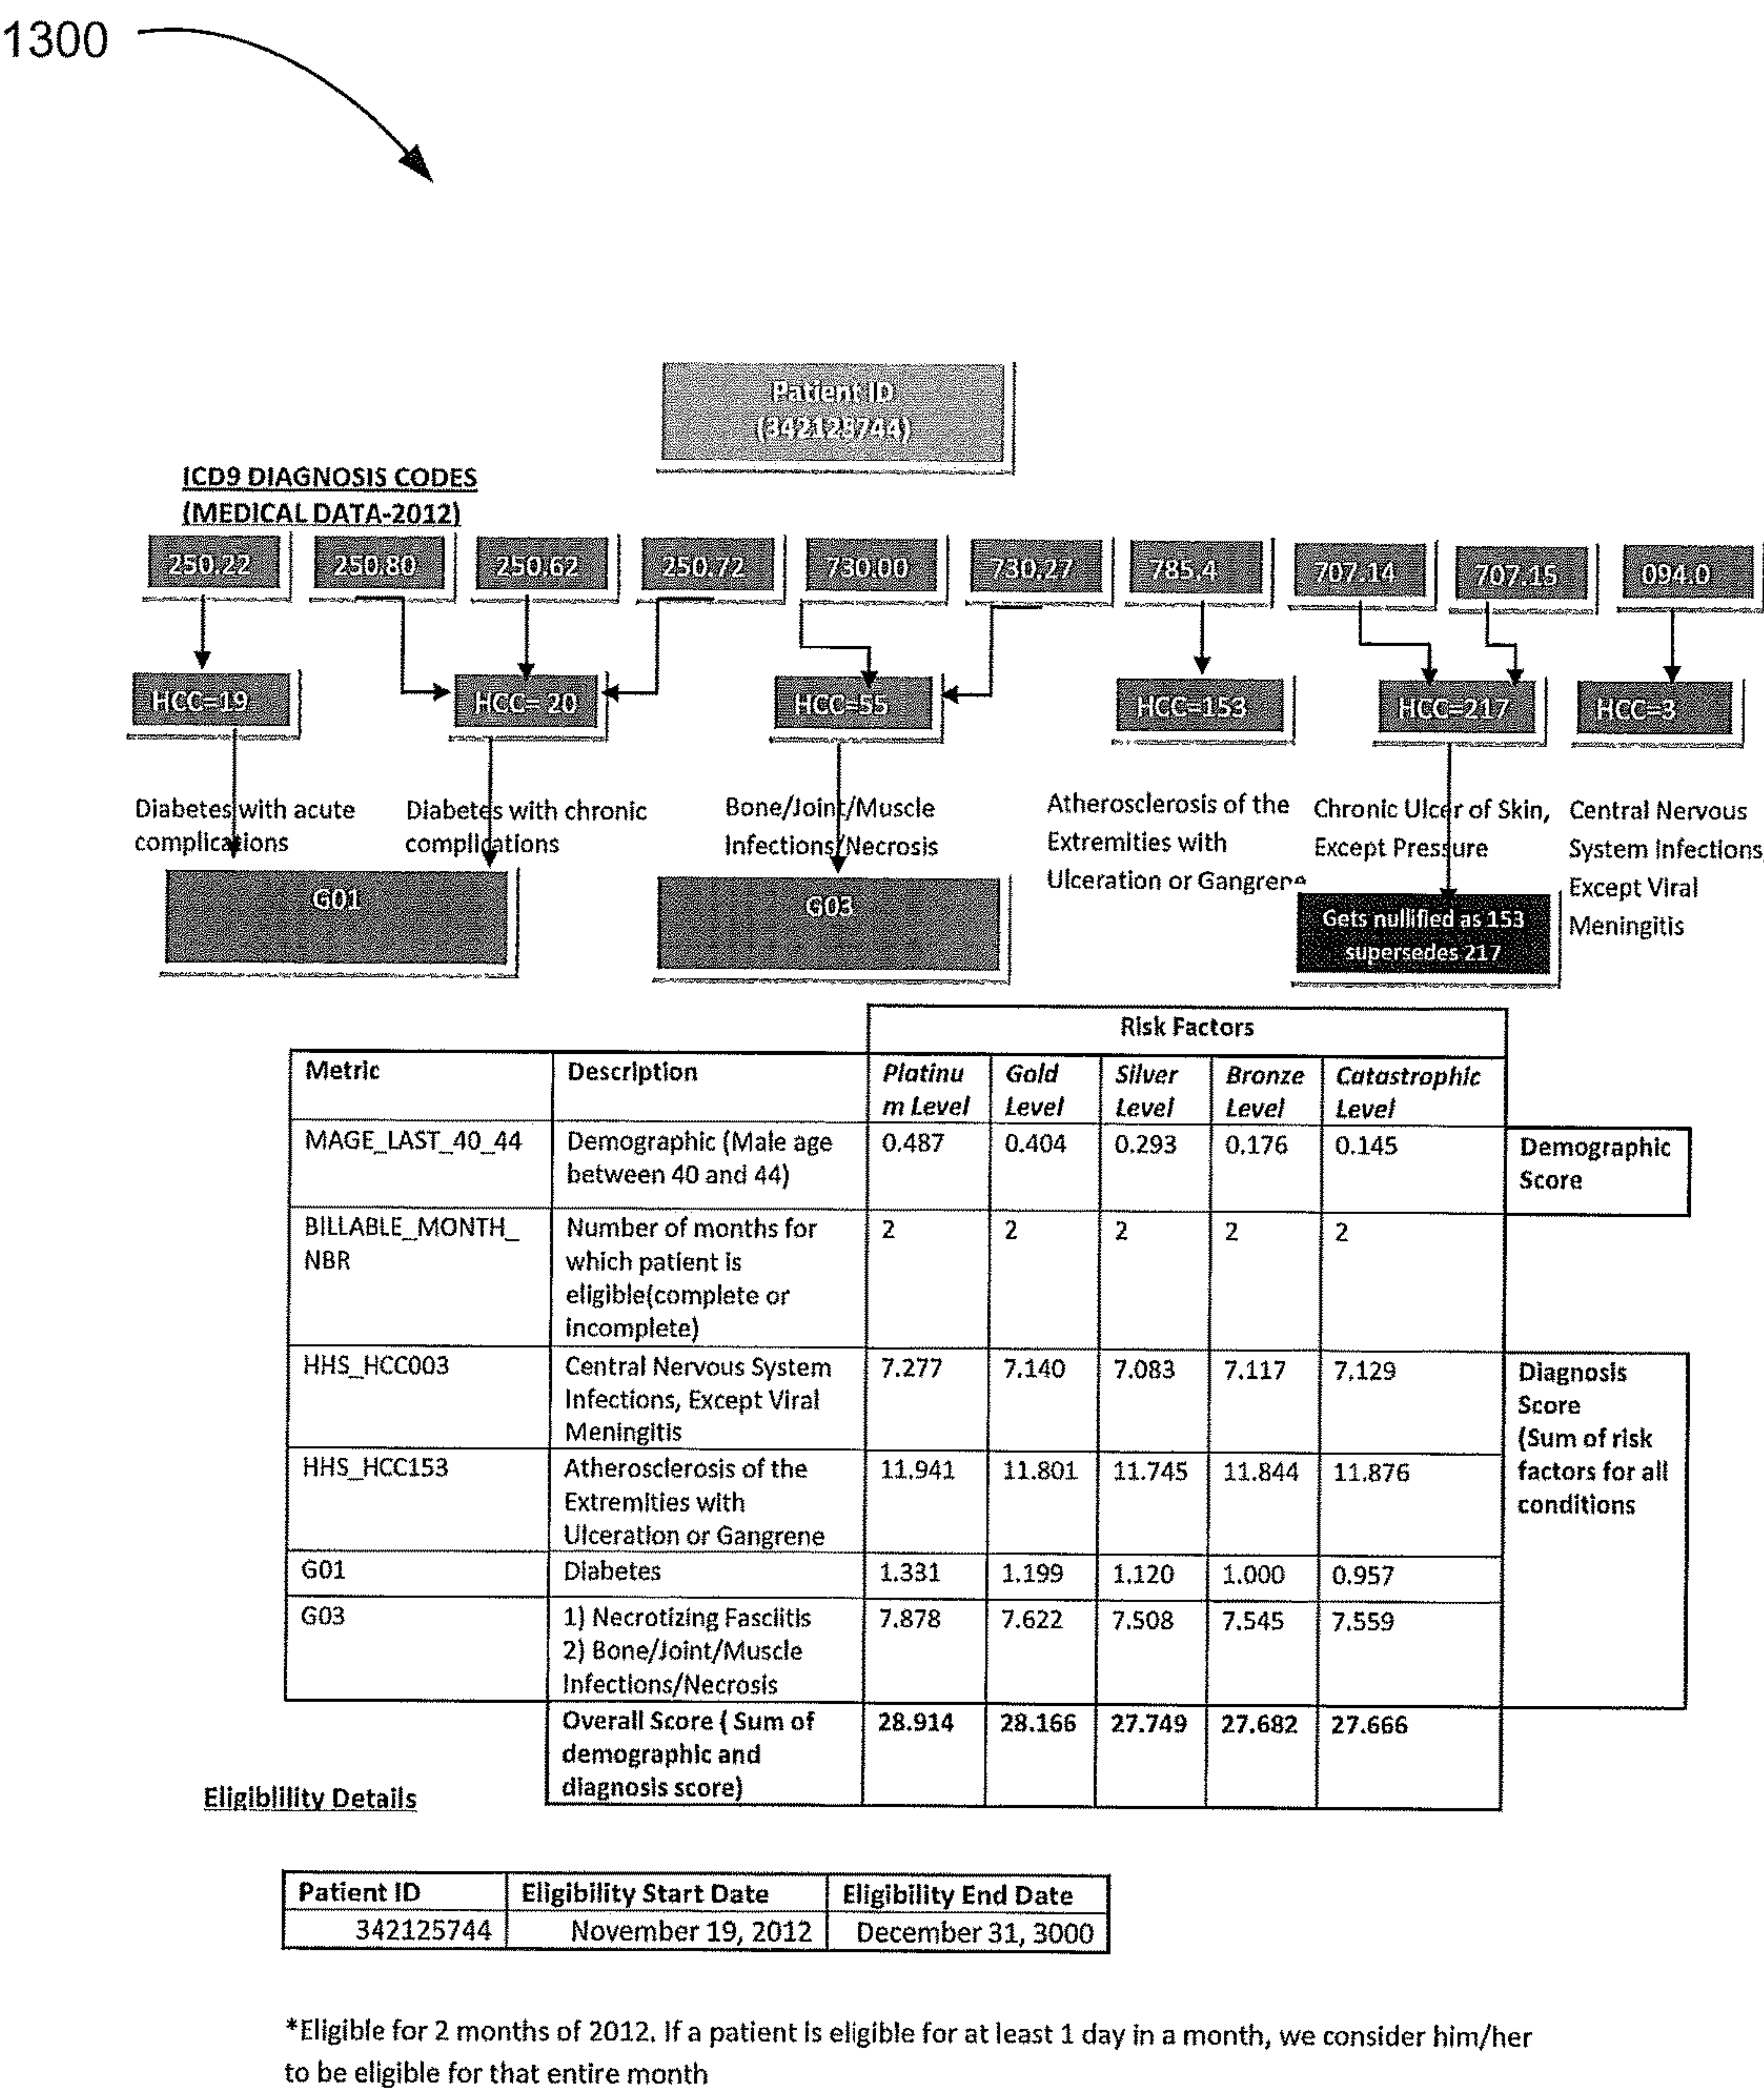 1300
Patient ID
(342125744)
ICD9 DIAGNOSIS CODES
(MEDICAL DATA-2012)
250.22 250.80 250.62 250.72 730.00 730.27 785.4 707.14 707.15 094.0
HCC=19 HCC= 20 HCC=55 HCC=153 HCC=217 HCC=3
Diabetes with acute
complications
Diabetes with chronic
complications
Bone/Joint/Muscle
Infections/Necrosis
Atherosclerosis of the
Extremities with
Ulceration or Gangrene
Chronic Ulcer of Skin,
Except Pressure
Central Nervous
System Infections,
Except Viral
Meningitis
G01
G03
Gets nullified as 153
supersedes 217
Risk Factors
Metric
Description
Platinu
m Level
Gold
Level
Silver
Level
Bronze
Level
Catastrophic
Level
MAGE_LAST_40_44
Demographic (Male age
between 40 and 44)
0.487 0.404 0.293 0.176 0.145
Demographic
Score
BILLABLE_MONTH_
NBR
Number of months for
which patient is
eligible(complete or
incomplete)
2 2 2 2 2
HHS_HCC003
Central Nervous System
Infections, Except Viral
Meningitis
7.277 7.140 7.083 7.117 7.129
Diagnosis
Score
(Sum of risk
factors for all
conditions
HHS_HCC153
Atherosclerosis of the
Extremities with
Ulceration or Gangrene
11.941 11.801 11.745 11.844 11.876
G01
Diabetes
1.331 1.199 1.120 1.000 0.957
G03
1) Necrotizing Fasciitis
2) Bone/Joint/Muscle
Infections/Necrosis
7.878 7.622 7.508 7.545 7.559
Overall Score ( Sum of
demographic and
diagnosis score)
28.914 28.166 27.749 27.682 27.666
Eligiblility Details
Patient ID Eligibility Start Date Eligibility End Date
342125744 November 19, 2012 December 31, 3000
*Eligible for 2 months of 2012. If a patient is eligible for at least 1 day in a month, we consider him/her
to be eligible for that entire month